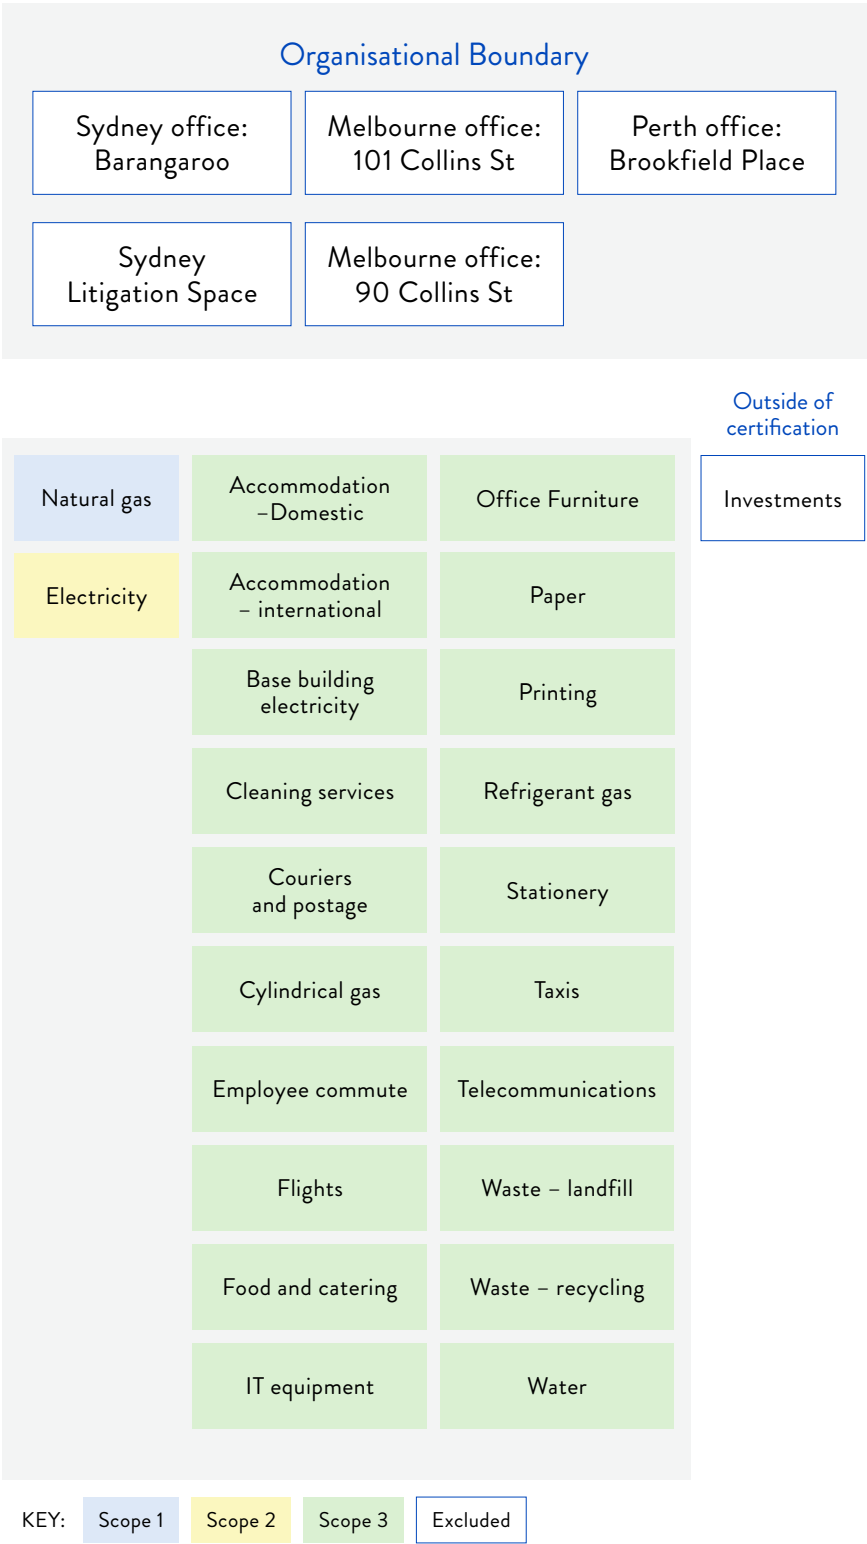 Organisational Boundary
Sydney office:
Barangaroo
Melbourne office:
101 Collins St
Perth office:
Brookfield Place
Sydney
Litigation Space
Melbourne office:
90 Collins St
Outside of
certification
Natural gas
Accommodation
–Domestic
Office Furniture
Investments
Electricity
Accommodation
– international
Paper
Base building
electricity
Printing
Cleaning services
Refrigerant gas
Couriers
and postage
Stationery
Cylindrical gas
Taxis
Employee commute
Telecommunications
Flights
Waste – landfill
Food and catering
Waste – recycling
IT equipment
Water
KEY:
Scope 1
Scope 2
Scope 3
Excluded